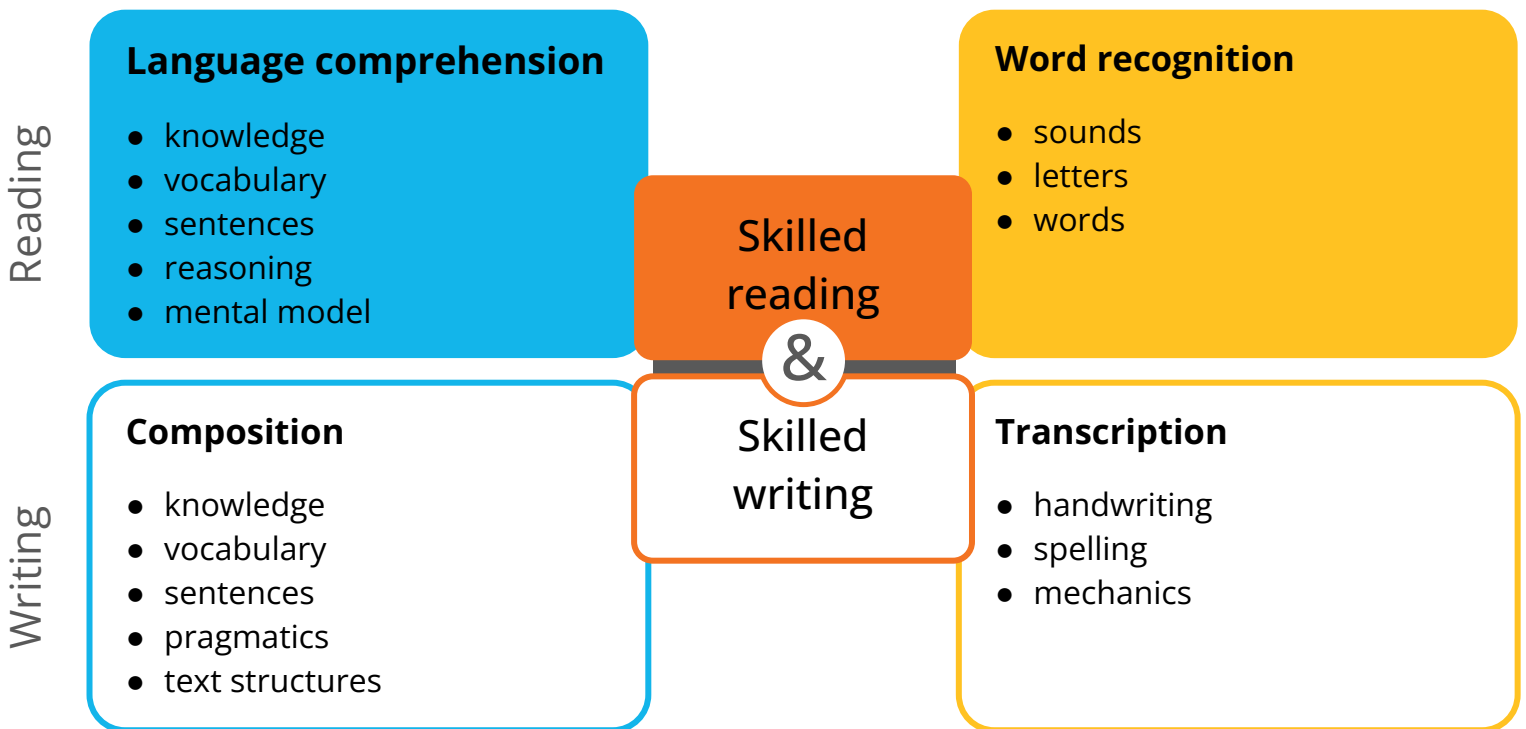 Reading
Language comprehension
● knowledge
● vocabulary
● sentences
● reasoning
● mental model
Word recognition
● sounds
● letters
● words
Skilled
reading
&
Skilled
writing
Writing
Composition
● knowledge
● vocabulary
● sentences
● pragmatics
● text structures
Transcription
● handwriting
● spelling
● mechanics